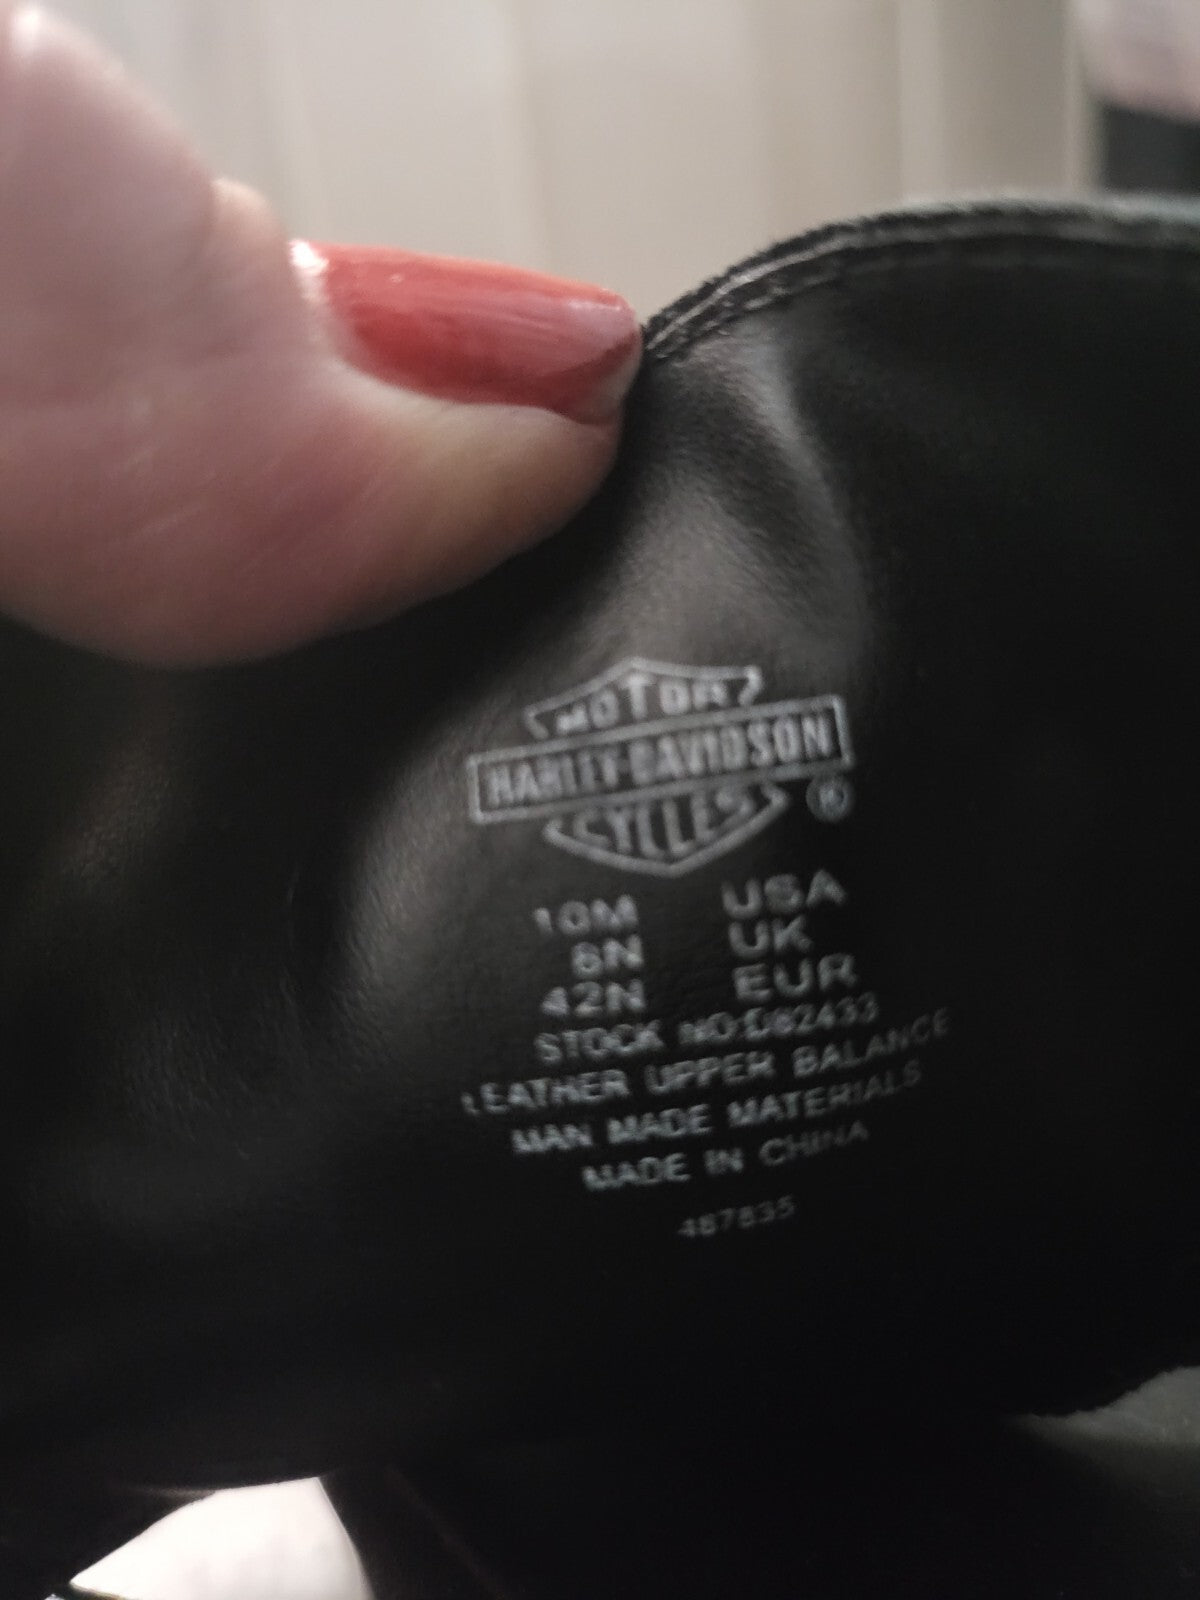 MOTOR
HARLEY-DAVIDSON
CYCLES ®
10M USA
8N UK
42N EUR
STOCK NO:D82433
LEATHER UPPER BALANCE
MAN MADE MATERIALS
MADE IN CHINA
487835